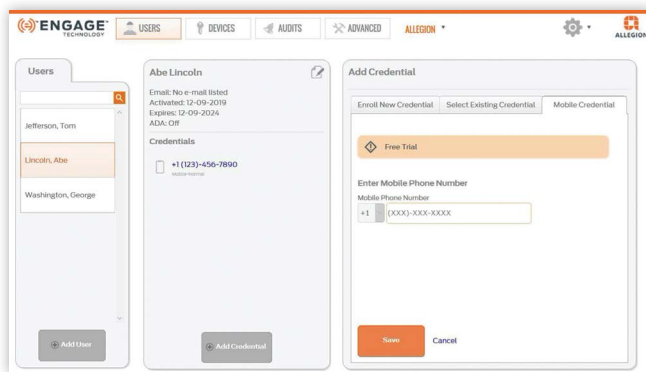 ENGAGE™
TECHNOLOGY
USERS
DEVICES
AUDITS
ADVANCED
ALLEGION
ALLEGION
Users
Jefferson, Tom
Lincoln, Abe
Washington, George
Add User
Abe Lincoln
Email: No e-mail listed
Activated: 12-09-2019
Expires: 12-09-2024
ADA: Off
Credentials
+1 (123)-456-7890
Mobile-Normal
Add Credential
Add Credential
Enroll New Credential
Select Existing Credential
Mobile Credential
Free Trial
Enter Mobile Phone Number
Mobile Phone Number
+1
(XXX)-XXX-XXXX
Save
Cancel